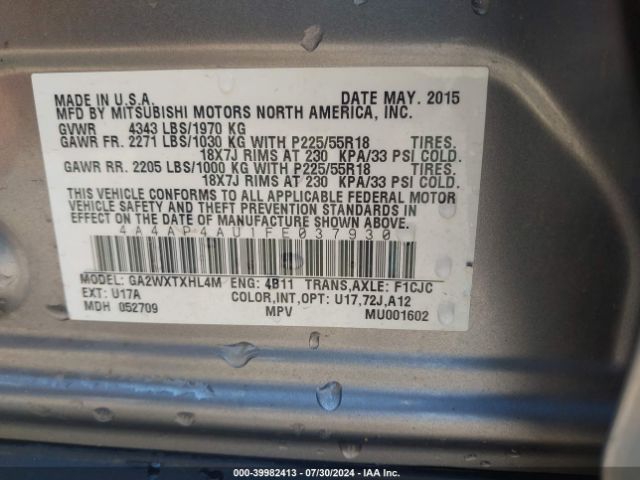 MADE IN U.S.A. DATE MAY. 2015
MFD BY MITSUBISHI MOTORS NORTH AMERICA, INC.
GVWR 4343 LBS/1970 KG
GAWR FR. 2271 LBS/1030 KG WITH P225/55R18 TIRES.
18X7J RIMS AT 230 KPA/33 PSI COLD.
GAWR RR. 2205 LBS/1000 KG WITH P225/55R18 TIRES.
18X7J RIMS AT 230 KPA/33 PSI COLD.
THIS VEHICLE CONFORMS TO ALL APPLICABLE FEDERAL MOTOR
VEHICLE SAFETY AND THEFT PREVENTION STANDARDS IN
EFFECT ON THE DATE OF MANUFACTURE SHOWN ABOVE.
MODEL: GA2WXTXHL4M ENG: 4B11 TRANS,AXLE: F1CJC
EXT: U17A COLOR,INT,OPT: U17,72J,A12
MDH 052709 MPV MU001602
000-39982413 - 07/30/2024 - IAA Inc.